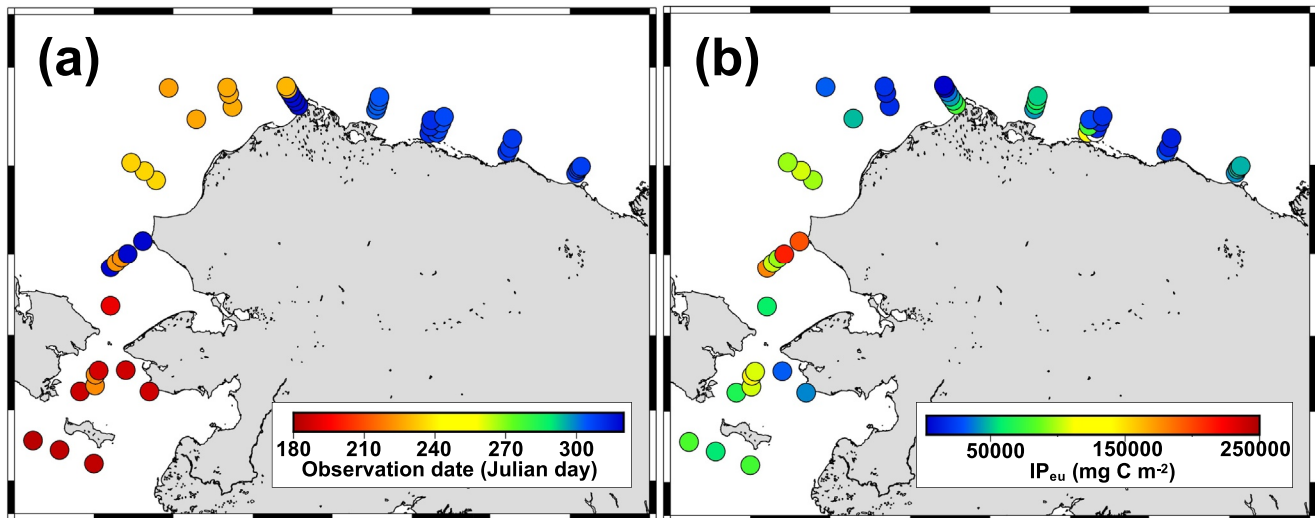 (a)
180 210 240 270 300
Observation date (Julian day)
(b)
50000 150000 250000
IPeu (mg C m-2)